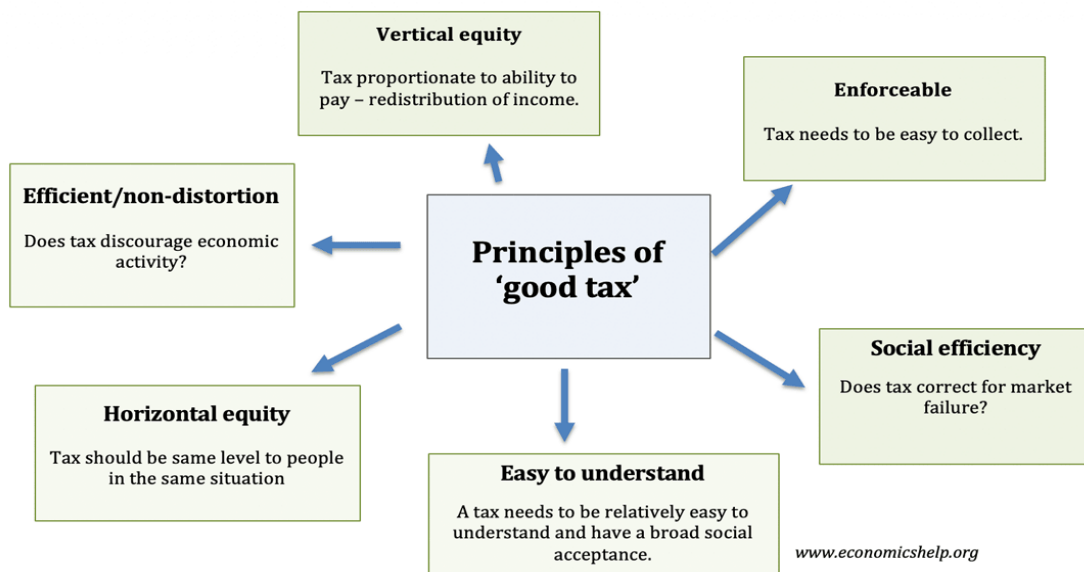 Vertical equity
Tax proportionate to ability to
pay – redistribution of income.
Enforceable
Tax needs to be easy to collect.
Efficient/non-distortion
Does tax discourage economic
activity?
Principles of
‘good tax’
Social efficiency
Does tax correct for market
failure?
Horizontal equity
Tax should be same level to people
in the same situation
Easy to understand
A tax needs to be relatively easy to
understand and have a broad social
acceptance.
www.economicshelp.org